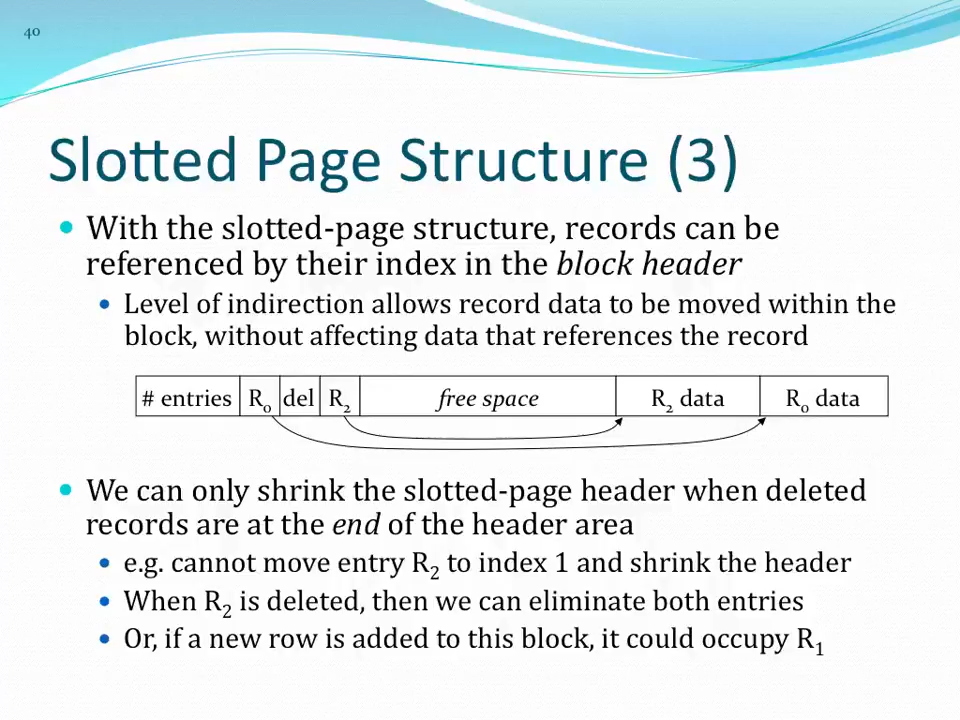 40
Slotted Page Structure (3)
With the slotted-page structure, records can be
referenced by their index in the block header
Level of indirection allows record data to be moved within the
block, without affecting data that references the record
# entries R0 del R2 free space R2 data R0 data
We can only shrink the slotted-page header when deleted
records are at the end of the header area
e.g. cannot move entry R2 to index 1 and shrink the header
When R2 is deleted, then we can eliminate both entries
Or, if a new row is added to this block, it could occupy R1